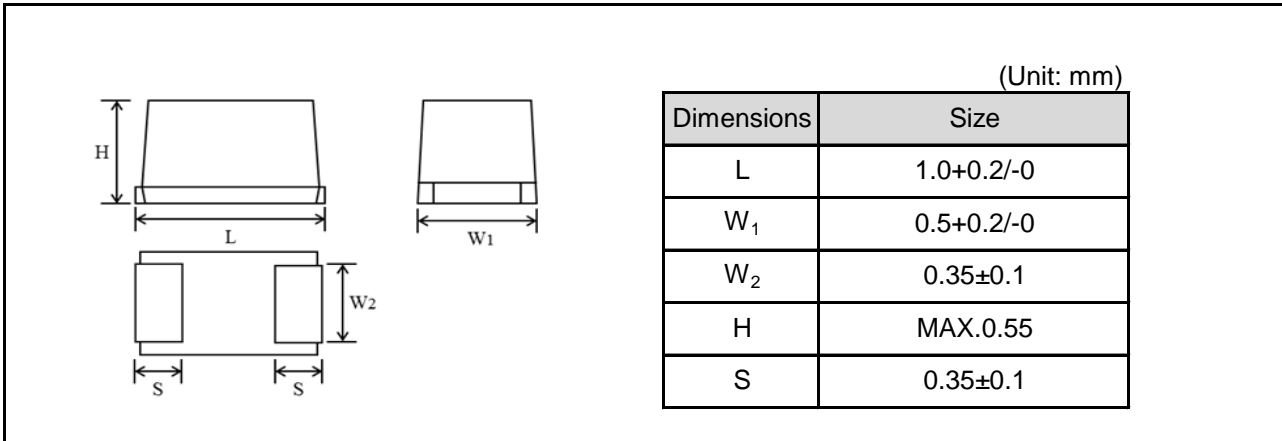 (Unit: mm)
Dimensions Size
L 1.0+0.2/-0
W1 0.5+0.2/-0
W2 0.35±0.1
H MAX.0.55
S 0.35±0.1
H
L
W1
W2
S S